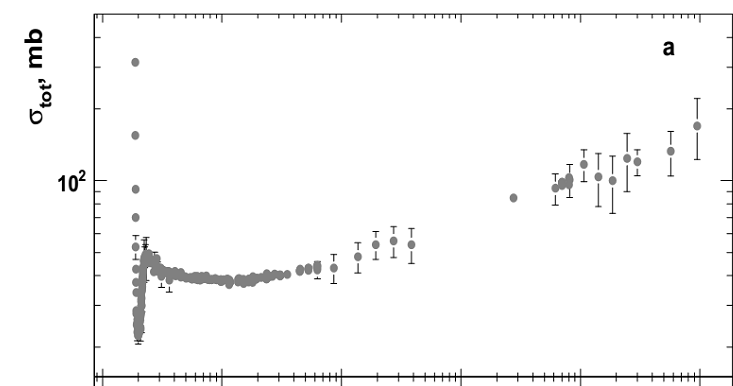 σtot, mb
a
10²